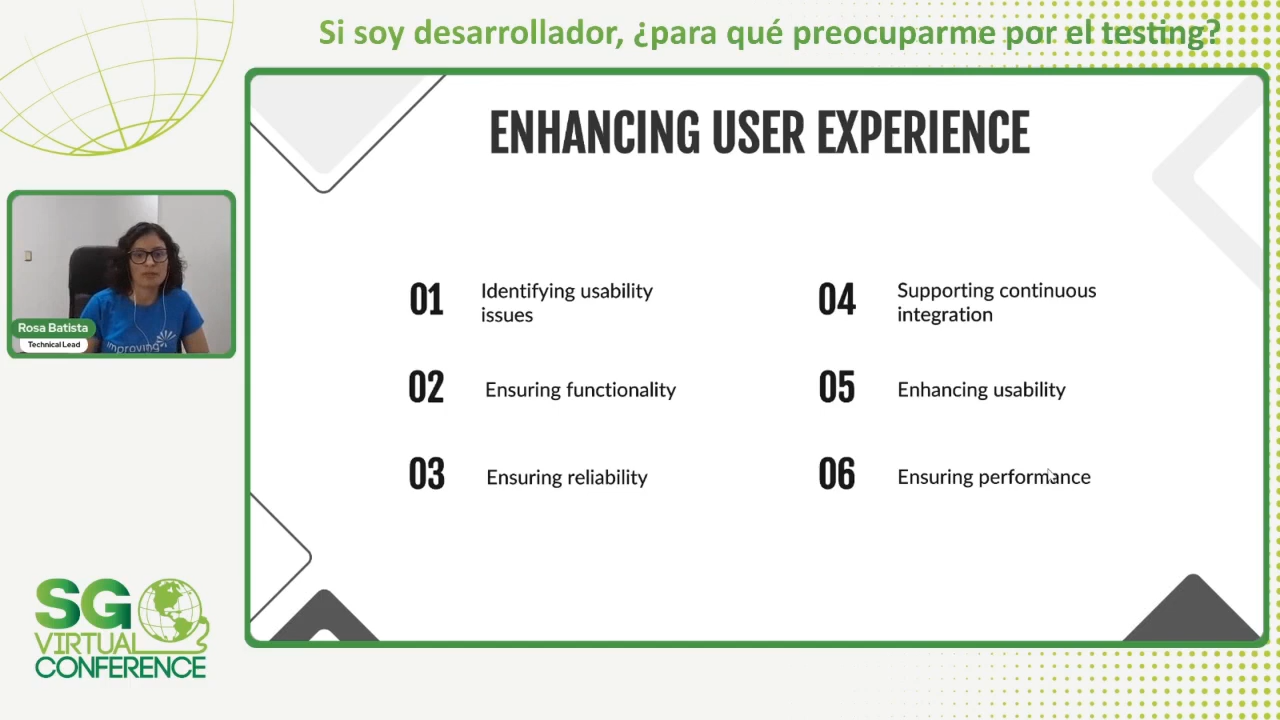 Si soy desarrollador, ¿para qué preocuparme por el testing?
ENHANCING USER EXPERIENCE
01
Identifying usability
issues
02
Ensuring functionality
03
Ensuring reliability
04
Supporting continuous
integration
05
Enhancing usability
06
Ensuring performance
improving
Rosa Batista
Technical Lead
SG
VIRTUAL
CONFERENCE